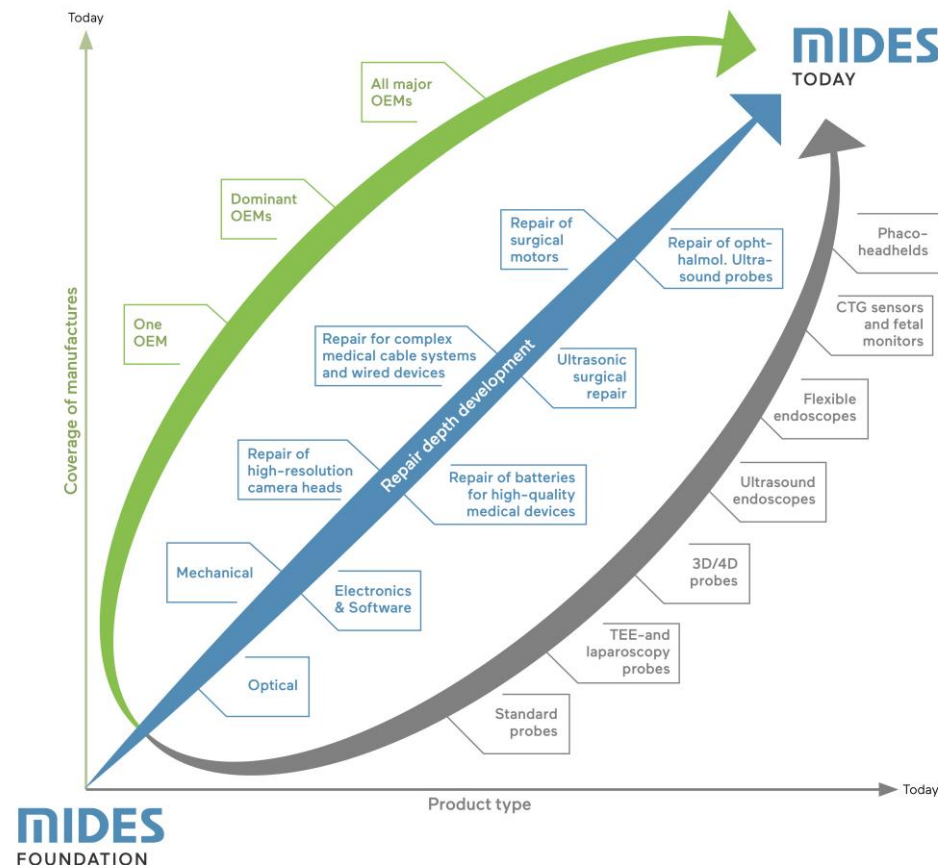 Today
MIDES
TODAY
All major
OEMs
Dominant
OEMs
One
OEM
Coverage of manufactures
Repair of
surgical
motors
Repair of opht-
halmol. Ultra-
sound probes
Phaco-
headhelds
CTG sensors
and fetal
monitors
Repair for complex
medical cable systems
and wired devices
Ultrasonic
surgical
repair
Repair depth development
Flexible
endoscopes
Repair of
high-resolution
camera heads
Repair of batteries
for high-quality
medical devices
Ultrasound
endoscopes
Mechanical
Electronics
& Software
3D/4D
probes
TEE-and
laparoscopy
probes
Optical
Standard
probes
Today
Product type
MIDES
FOUNDATION